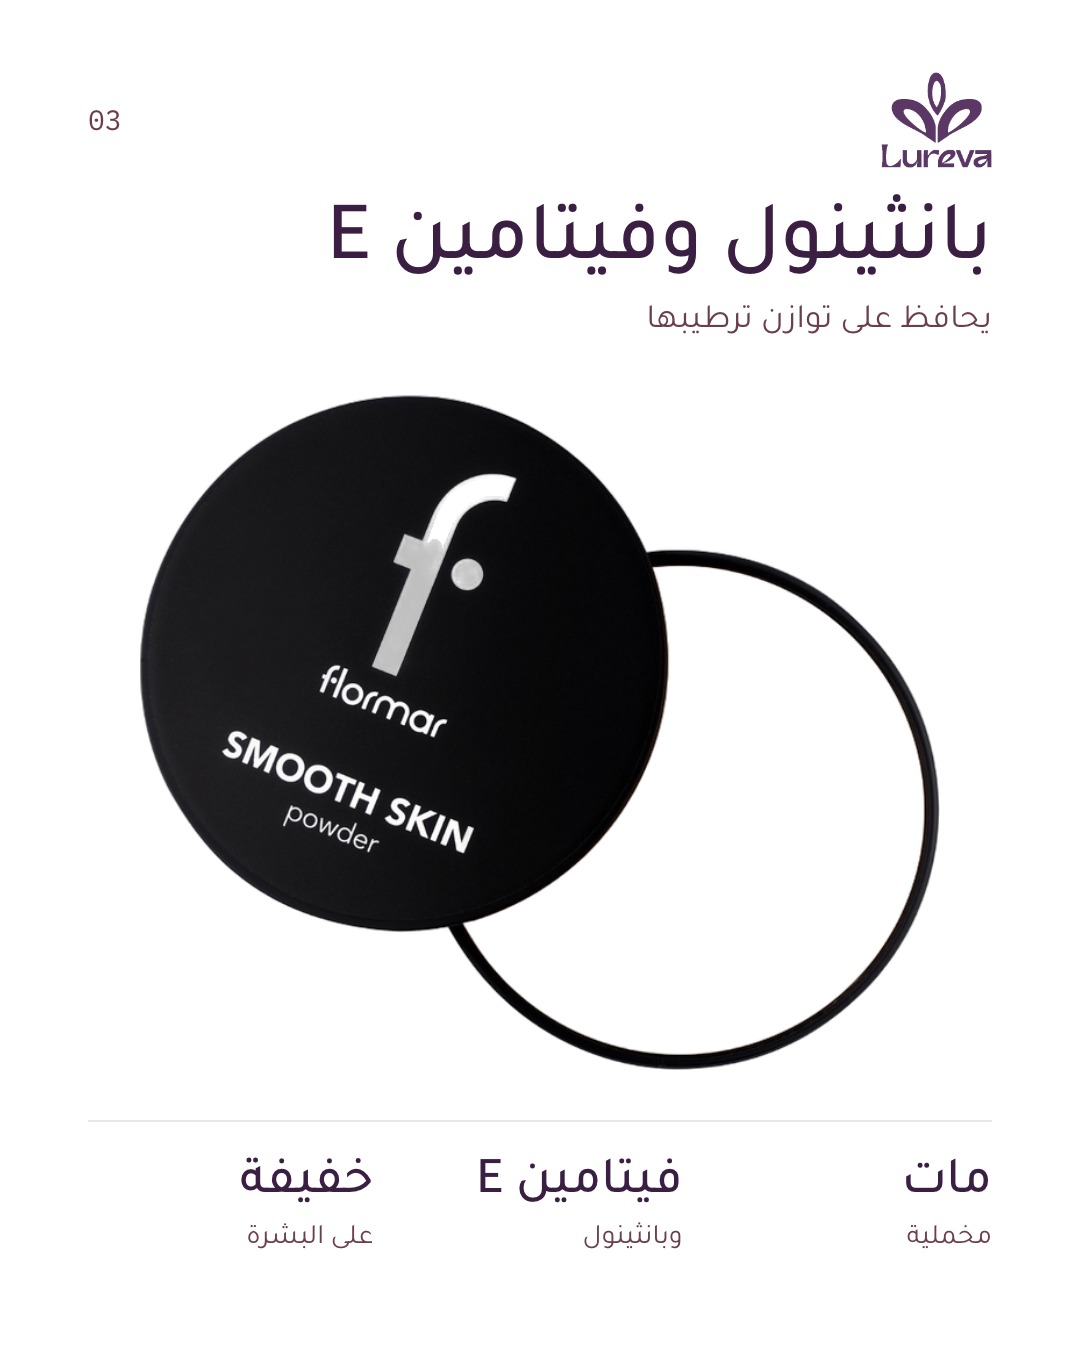 03
Lureva
بانثينول وفيتامين E
يحافظ على توازن ترطيبها
f
flormar
SMOOTH SKIN
powder
مات
مخملية
فيتامين E
وبانثينول
خفيفة
على البشرة